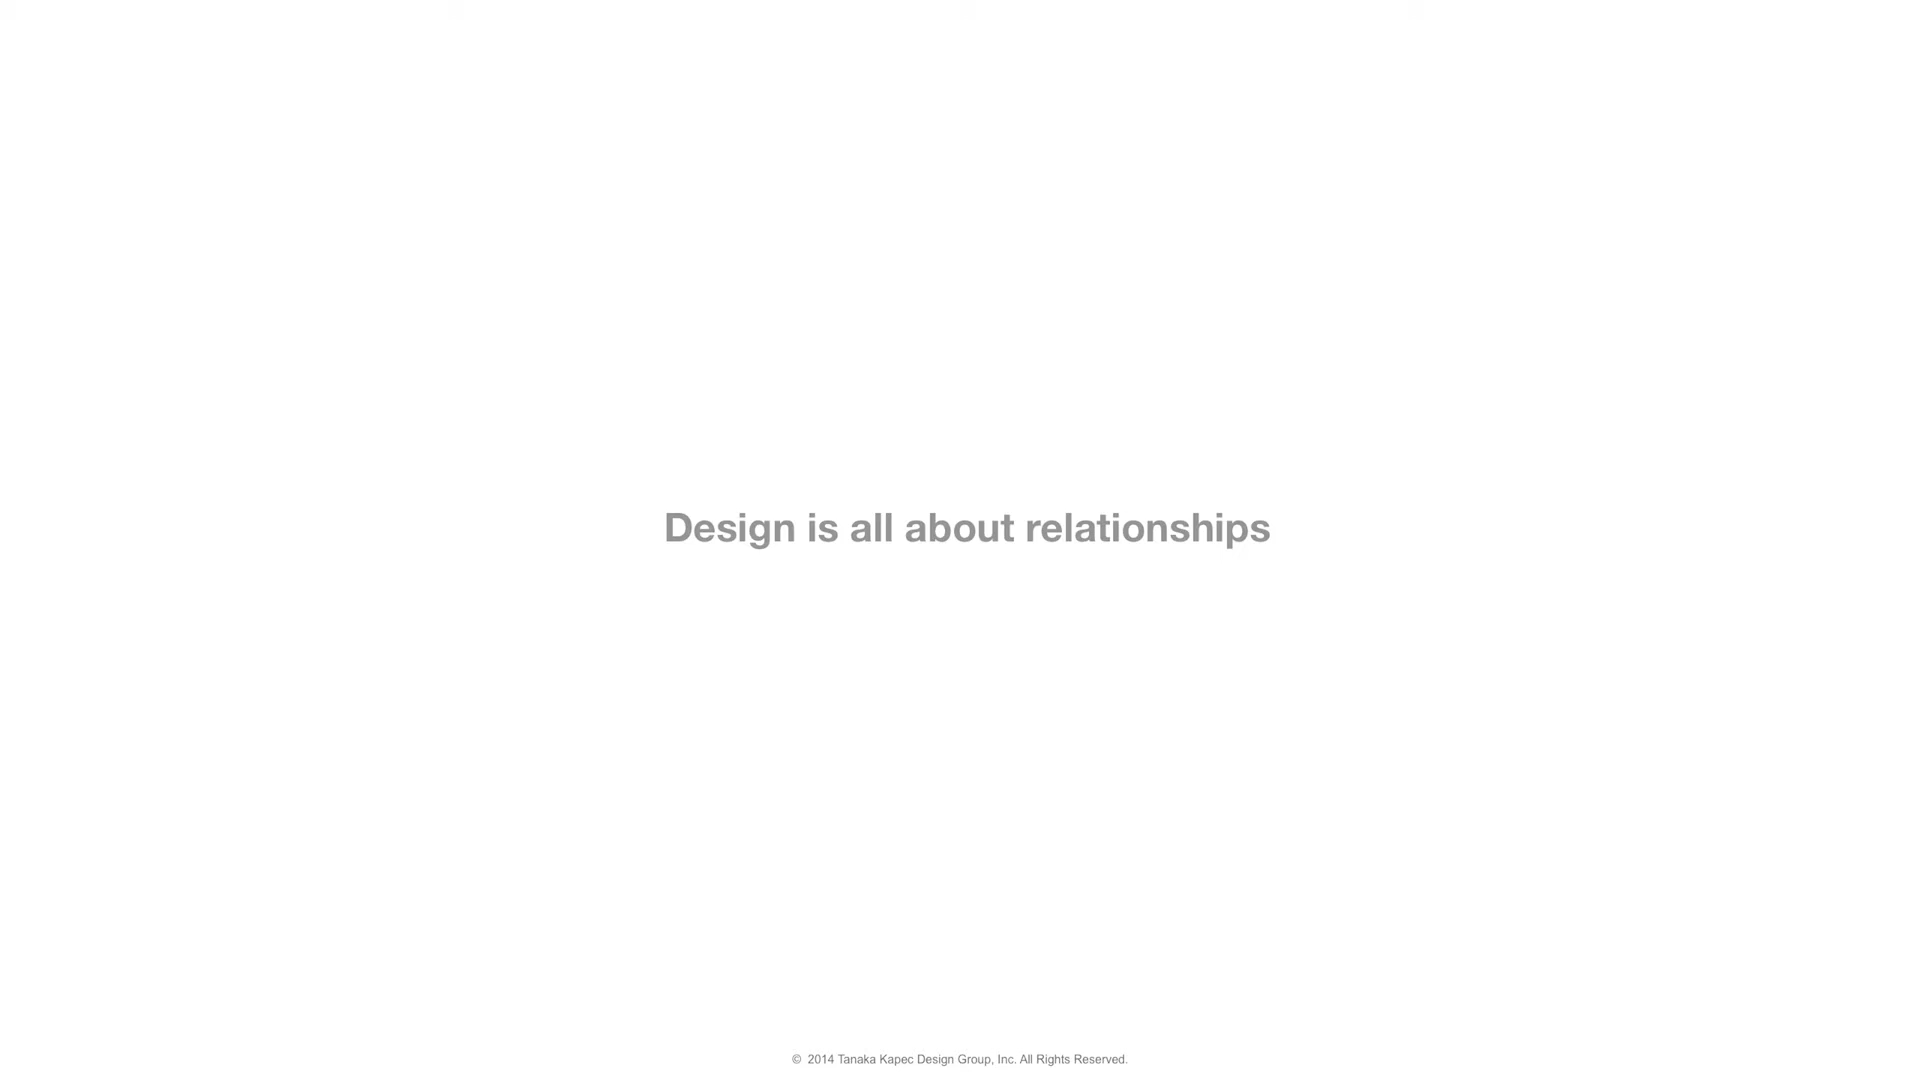 Design is all about relationships
© 2014 Tanaka Kapec Design Group, Inc. All Rights Reserved.